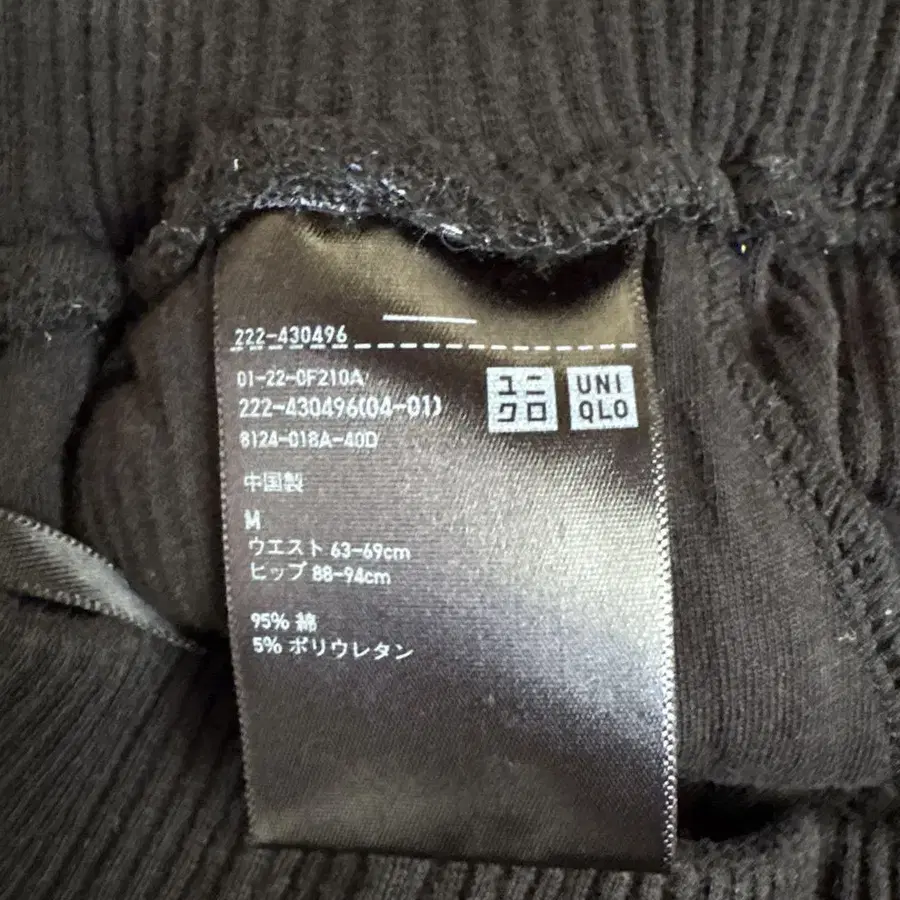 222-430496
01-22-0F210A
222-430496(04-01)
8124-018A-40D
ユニ
クロ
UNI
QLO
中国製
M
ウエスト 63-69cm
ヒップ 88-94cm
95% 綿
5% ポリウレタン